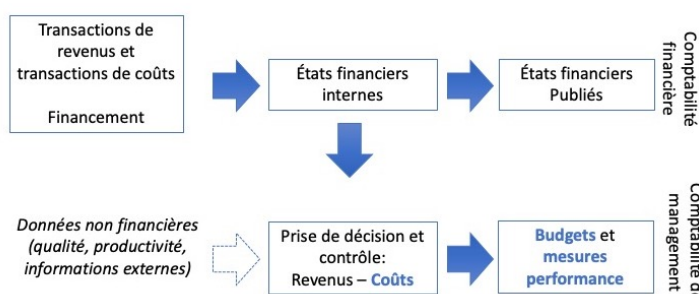 Transactions de
revenus et
transactions de coûts
Financement
États financiers
internes
États financiers
Publiés
Comptabilité
financière
Données non financières
(qualité, productivité,
informations externes)
Prise de décision et
contrôle:
Revenus – Coûts
Budgets et
mesures
performance
management